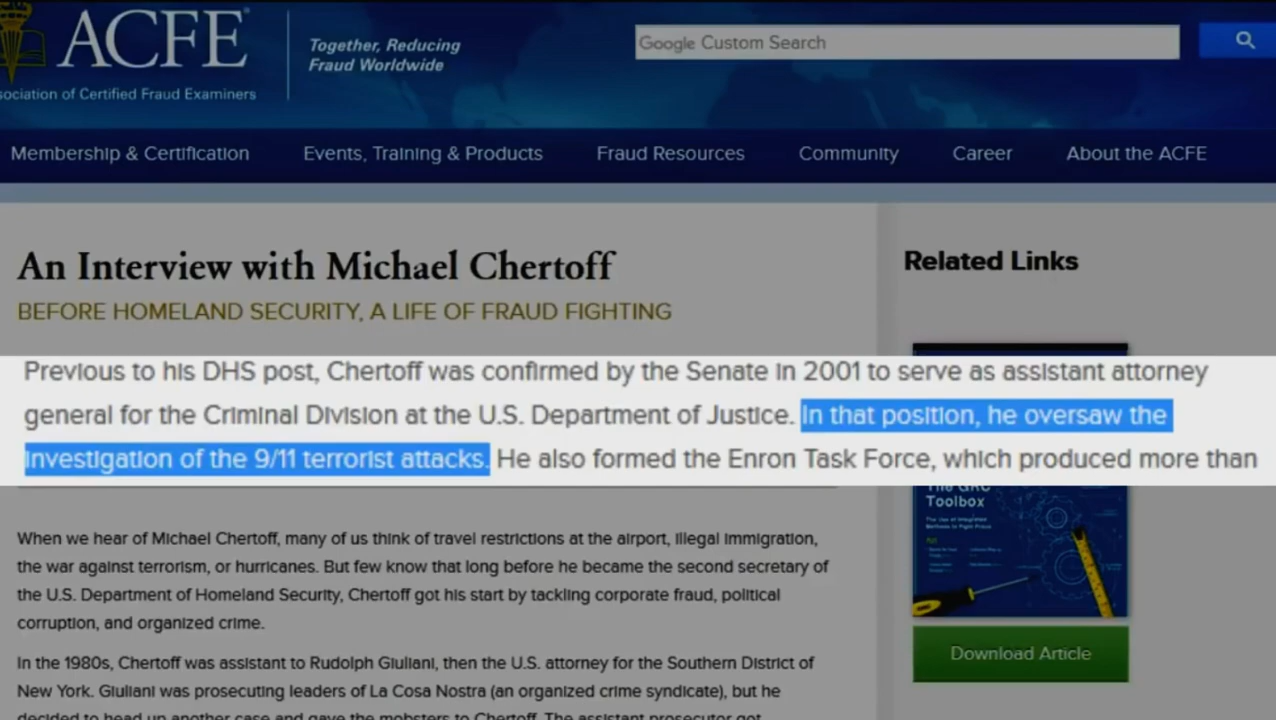 ACFE
Together, Reducing
Fraud Worldwide
Google Custom Search
sociation of Certified Fraud Examiners
Membership & Certification Events, Training & Products Fraud Resources Community Career About the ACFE
An Interview with Michael Chertoff
BEFORE HOMELAND SECURITY, A LIFE OF FRAUD FIGHTING
Previous to his DHS post, Chertoff was confirmed by the Senate in 2001 to serve as assistant attorney
general for the Criminal Division at the U.S. Department of Justice. In that position, he oversaw the
investigation of the 9/11 terrorist attacks. He also formed the Enron Task Force, which produced more than
When we hear of Michael Chertoff, many of us think of travel restrictions at the airport, illegal immigration,
the war against terrorism, or hurricanes. But few know that long before he became the second secretary of
the U.S. Department of Homeland Security, Chertoff got his start by tackling corporate fraud, political
corruption, and organized crime.
In the 1980s, Chertoff was assistant to Rudolph Giuliani, then the U.S. attorney for the Southern District of
New York. Giuliani was prosecuting leaders of La Cosa Nostra (an organized crime syndicate), but he
decided to head up another case and gave the mobsters to Chertoff. The assistant prosecutor got
Related Links
The GRC
Toolbox
Download Article